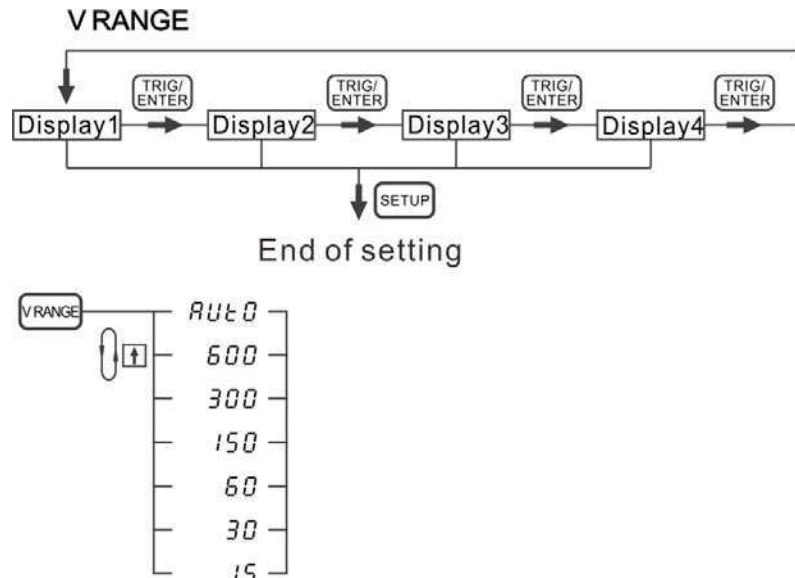 V RANGE
TRIG/ TRIG/ TRIG/ TRIG/
ENTER ENTER ENTER ENTER
Display1 Display2 Display3 Display4
SETUP
End of setting
V RANGE AUtO
600
300
150
60
30
15